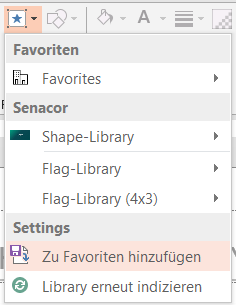 Favoriten
Favorites
Senacor
Shape-Library
Flag-Library
Flag-Library (4x3)
Settings
Zu Favoriten hinzufügen
Library erneut indizieren